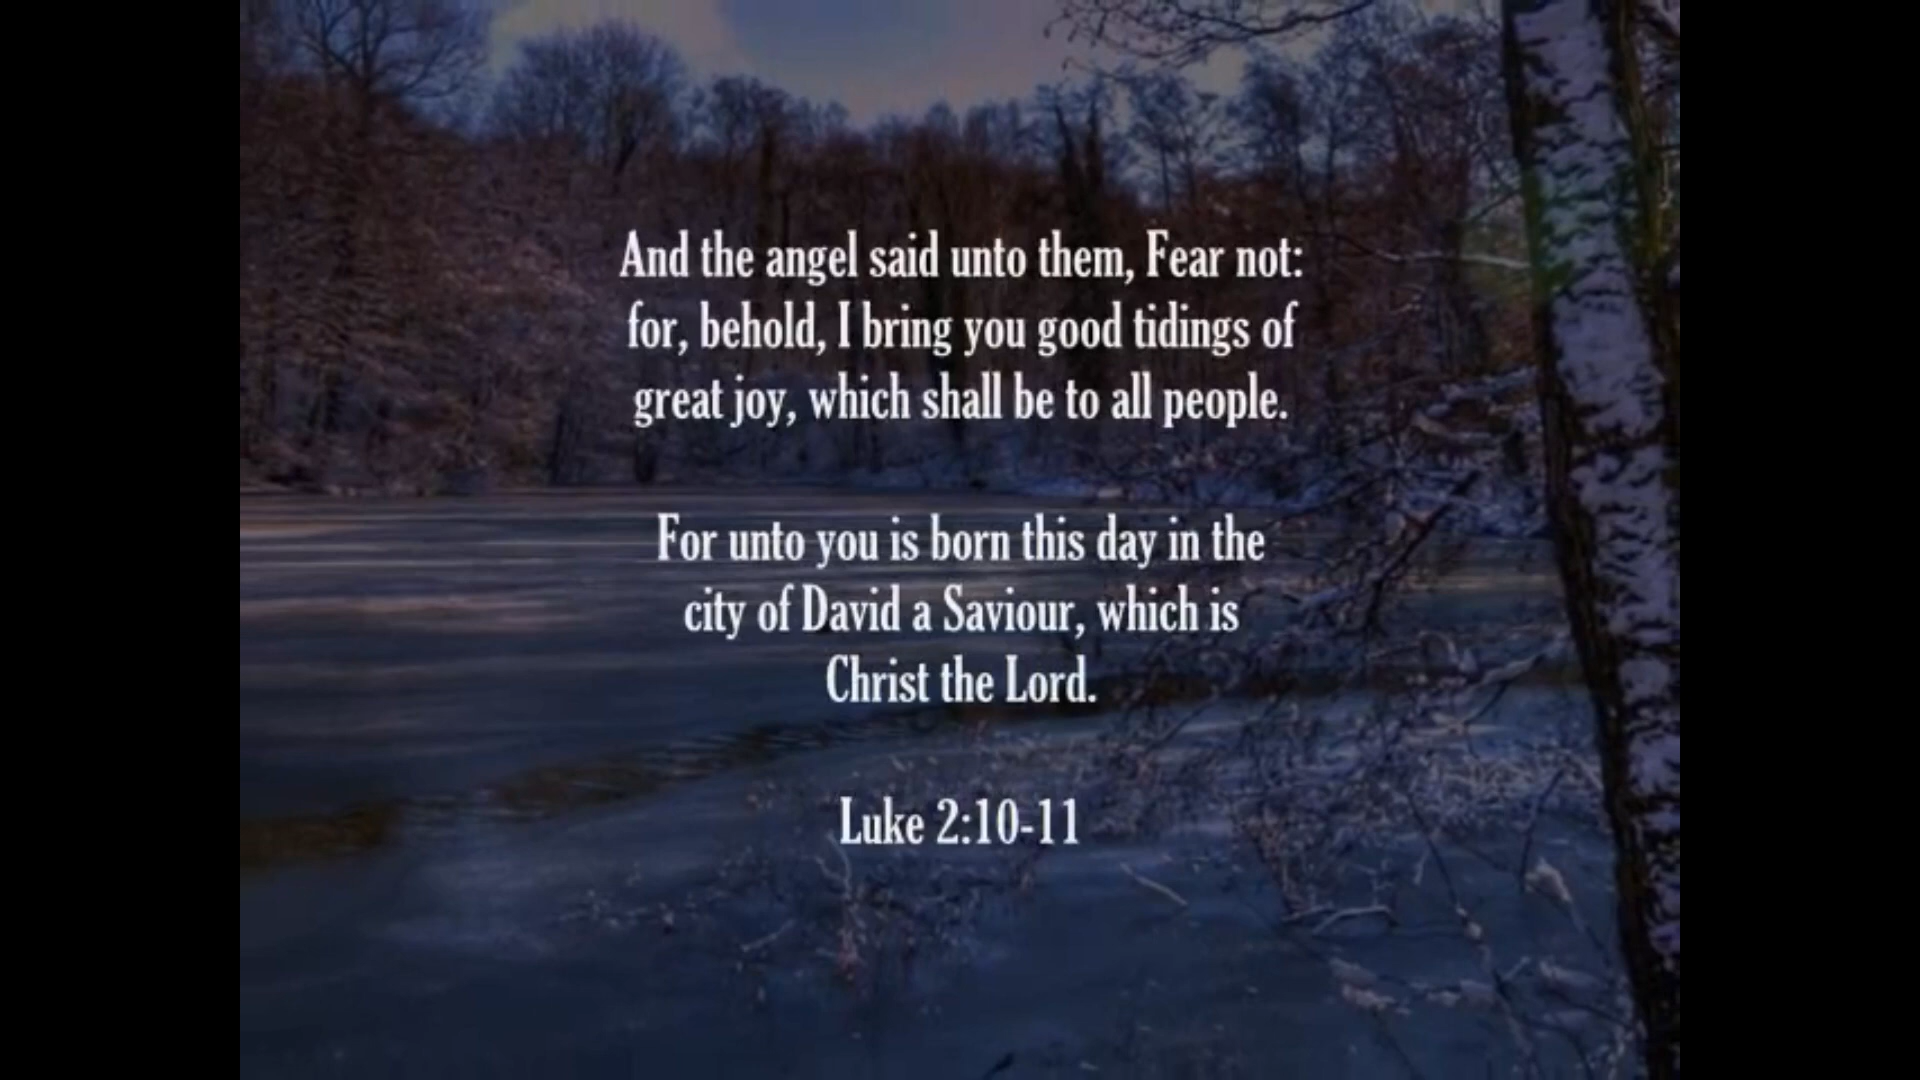 And the angel said unto them, Fear not:
for, behold, I bring you good tidings of
great joy, which shall be to all people.
For unto you is born this day in the
city of David a Saviour, which is
Christ the Lord.
Luke 2:10-11